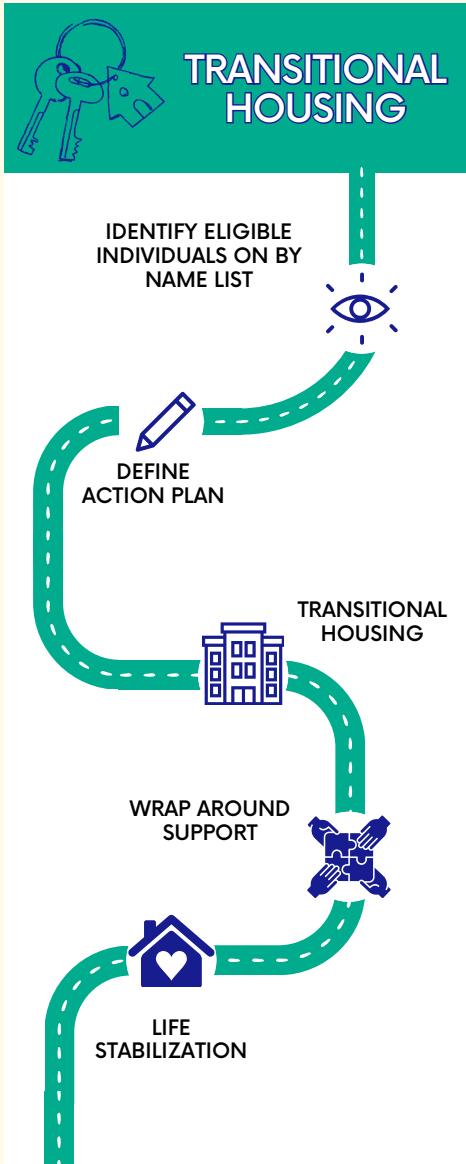 TRANSITIONAL
HOUSING
IDENTIFY ELIGIBLE
INDIVIDUALS ON BY
NAME LIST
DEFINE
ACTION PLAN
TRANSITIONAL
HOUSING
WRAP AROUND
SUPPORT
LIFE
STABILIZATION